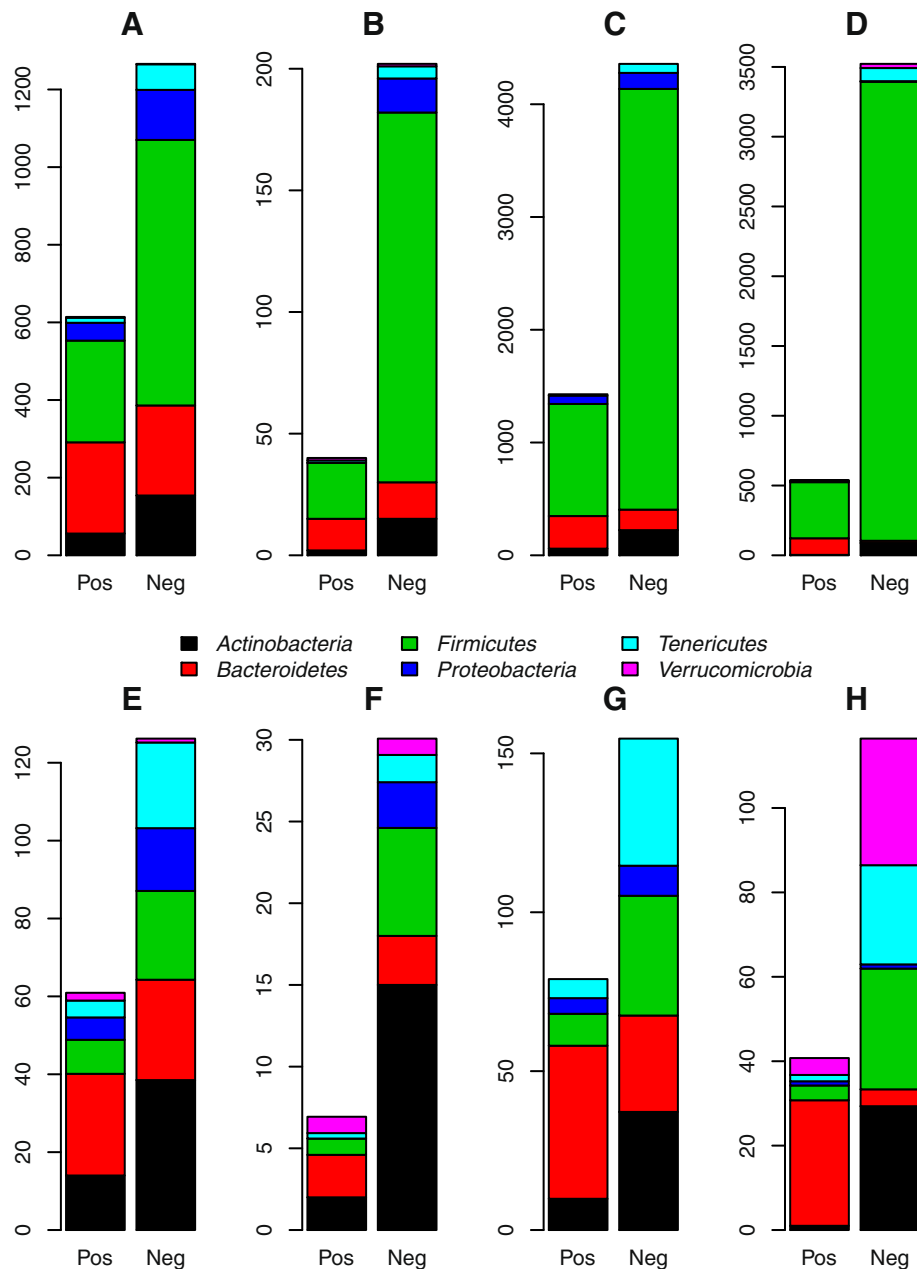 A B C D
0 200 400 600 800 1000 1200
0 50 100 150 200
0 1000 2000 3000 4000
0 500 1000 1500 2000 2500 3000 3500
Pos Neg Pos Neg Pos Neg Pos Neg
Actinobacteria Firmicutes Tenericutes
Bacteroidetes Proteobacteria Verrucomicrobia
E F G H
0 20 40 60 80 100 120
0 5 10 15 20 25 30
0 50 100 150
0 20 40 60 80 100
Pos Neg Pos Neg Pos Neg Pos Neg